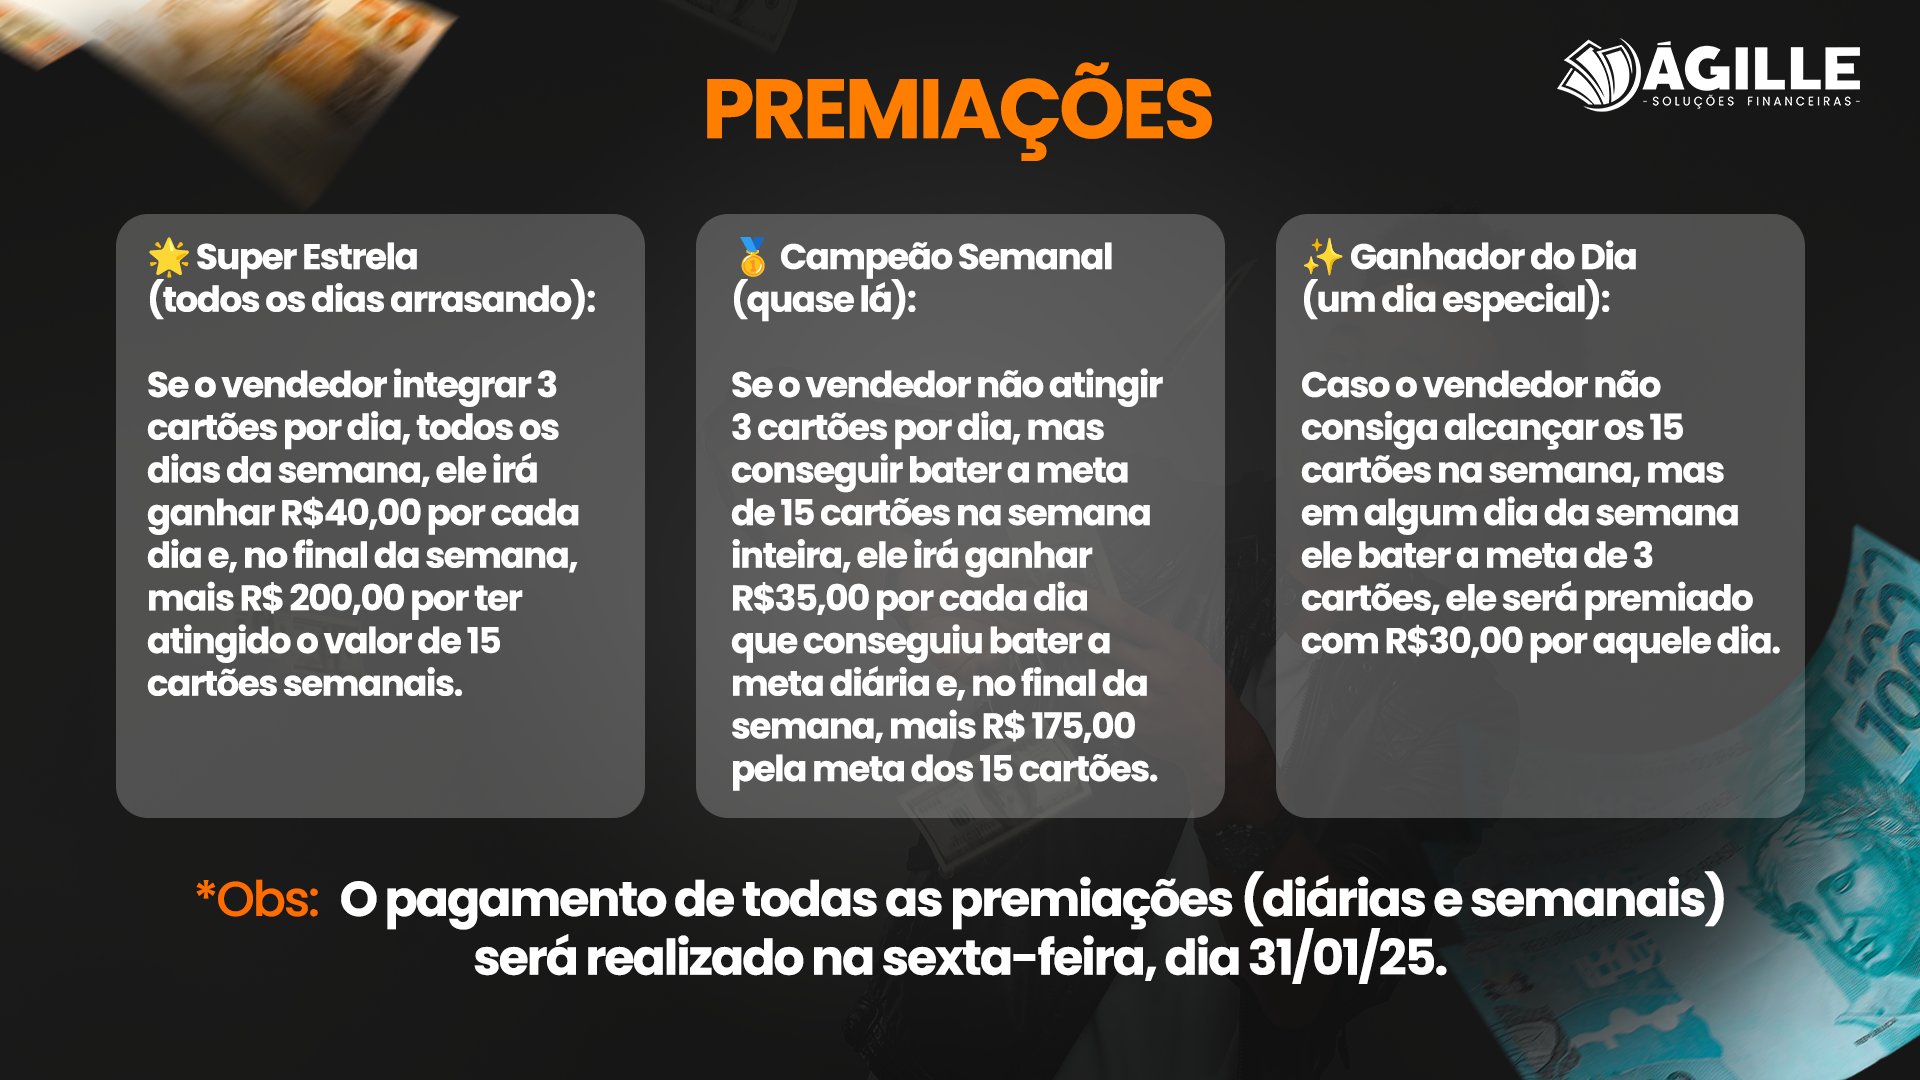 ÁGILLE
-SOLUÇÕES FINANCEIRAS-
PREMIAÇÕES
🌟 Super Estrela
(todos os dias arrasando):
Se o vendedor integrar 3
cartões por dia, todos os
dias da semana, ele irá
ganhar R$40,00 por cada
dia e, no final da semana,
mais R$ 200,00 por ter
atingido o valor de 15
cartões semanais.
🥇 Campeão Semanal
(quase lá):
Se o vendedor não atingir
3 cartões por dia, mas
conseguir bater a meta
de 15 cartões na semana
inteira, ele irá ganhar
R$35,00 por cada dia
que conseguiu bater a
meta diária e, no final da
semana, mais R$ 175,00
pela meta dos 15 cartões.
✨ Ganhador do Dia
(um dia especial):
Caso o vendedor não
consiga alcançar os 15
cartões na semana, mas
em algum dia da semana
ele bater a meta de 3
cartões, ele será premiado
com R$30,00 por aquele dia.
*Obs: O pagamento de todas as premiações (diárias e semanais)
será realizado na sexta-feira, dia 31/01/25.
100